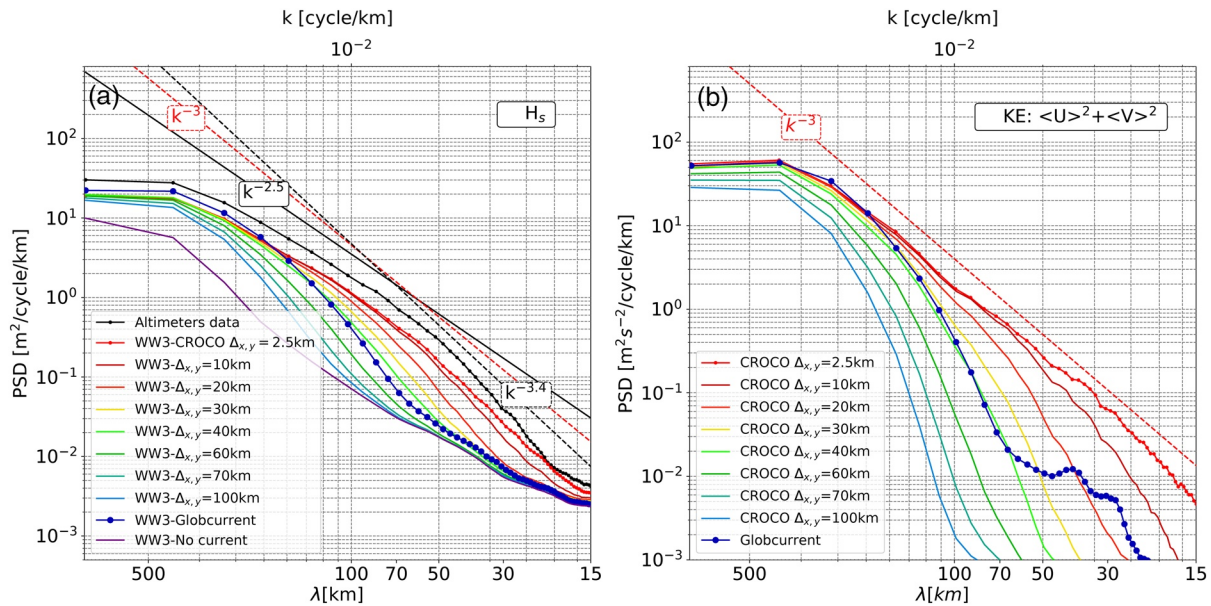 k [cycle/km]
10⁻²
(a)
k⁻³
Hₛ
k⁻²·⁵
k⁻³·⁴
PSD [m²/cycle/km]
10²
10¹
10⁰
10⁻¹
10⁻²
10⁻³
Altimeters data
WW3-CROCO Δx,y = 2.5km
WW3-Δx,y=10km
WW3-Δx,y=20km
WW3-Δx,y=30km
WW3-Δx,y=40km
WW3-Δx,y=60km
WW3-Δx,y=70km
WW3-Δx,y=100km
WW3-Globcurrent
WW3-No current
500 100 70 50 30 15
λ[km]
k [cycle/km]
10⁻²
(b)
k⁻³
KE: <U>²+<V>²
PSD [m²s⁻²/cycle/km]
10²
10¹
10⁰
10⁻¹
10⁻²
10⁻³
CROCO Δx,y=2.5km
CROCO Δx,y=10km
CROCO Δx,y=20km
CROCO Δx,y=30km
CROCO Δx,y=40km
CROCO Δx,y=60km
CROCO Δx,y=70km
CROCO Δx,y=100km
Globcurrent
500 100 70 50 30 15
λ[km]